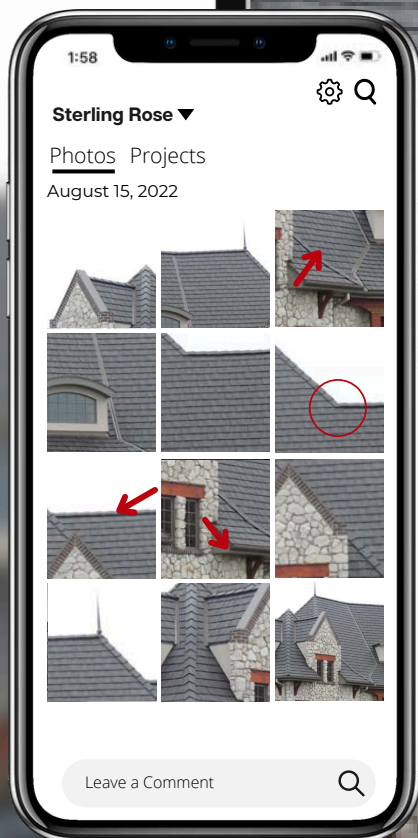 1:58
Sterling Rose
Photos Projects
August 15, 2022
Leave a Comment